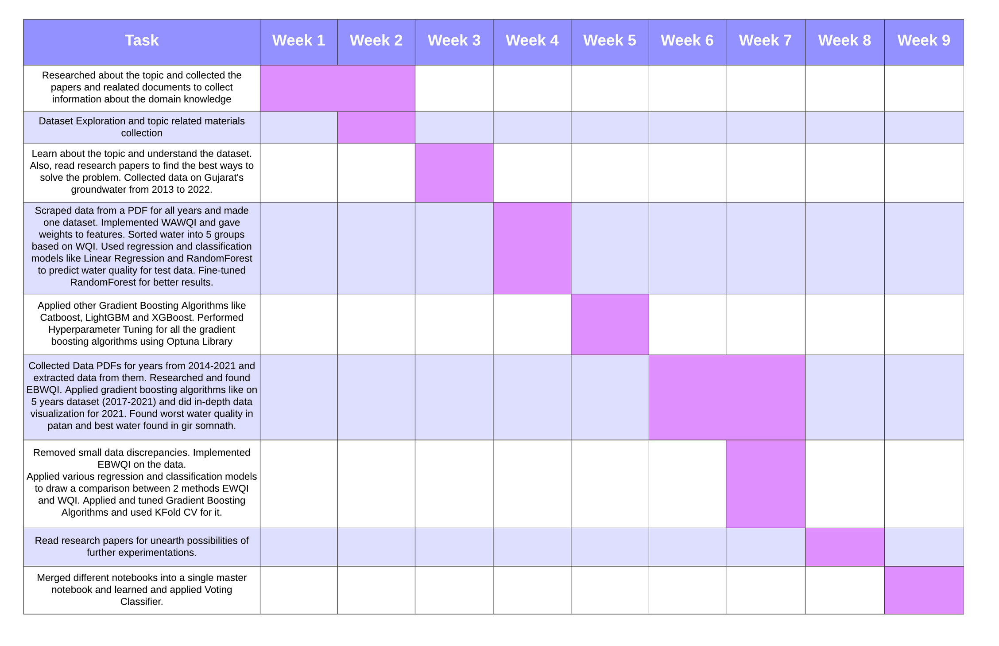 Task Week 1 Week 2 Week 3 Week 4 Week 5 Week 6 Week 7 Week 8 Week 9
Researched about the topic and collected the
papers and realated documents to collect
information about the domain knowledge
Dataset Exploration and topic related materials
collection
Learn about the topic and understand the dataset.
Also, read research papers to find the best ways to
solve the problem. Collected data on Gujarat's
groundwater from 2013 to 2022.
Scraped data from a PDF for all years and made
one dataset. Implemented WAWQI and gave
weights to features. Sorted water into 5 groups
based on WQI. Used regression and classification
models like Linear Regression and RandomForest
to predict water quality for test data. Fine-tuned
RandomForest for better results.
Applied other Gradient Boosting Algorithms like
Catboost, LightGBM and XGBoost. Performed
Hyperparameter Tuning for all the gradient
boosting algorithms using Optuna Library
Collected Data PDFs for years from 2014-2021 and
extracted data from them. Researched and found
EBWQI. Applied gradient boosting algorithms like on
5 years dataset (2017-2021) and did in-depth data
visualization for 2021. Found worst water quality in
patan and best water found in gir somnath.
Removed small data discrepancies. Implemented
EBWQI on the data.
Applied various regression and classification models
to draw a comparison between 2 methods EWQI
and WQI. Applied and tuned Gradient Boosting
Algorithms and used KFold CV for it.
Read research papers for unearth possibilities of
further experimentations.
Merged different notebooks into a single master
notebook and learned and applied Voting
Classifier.